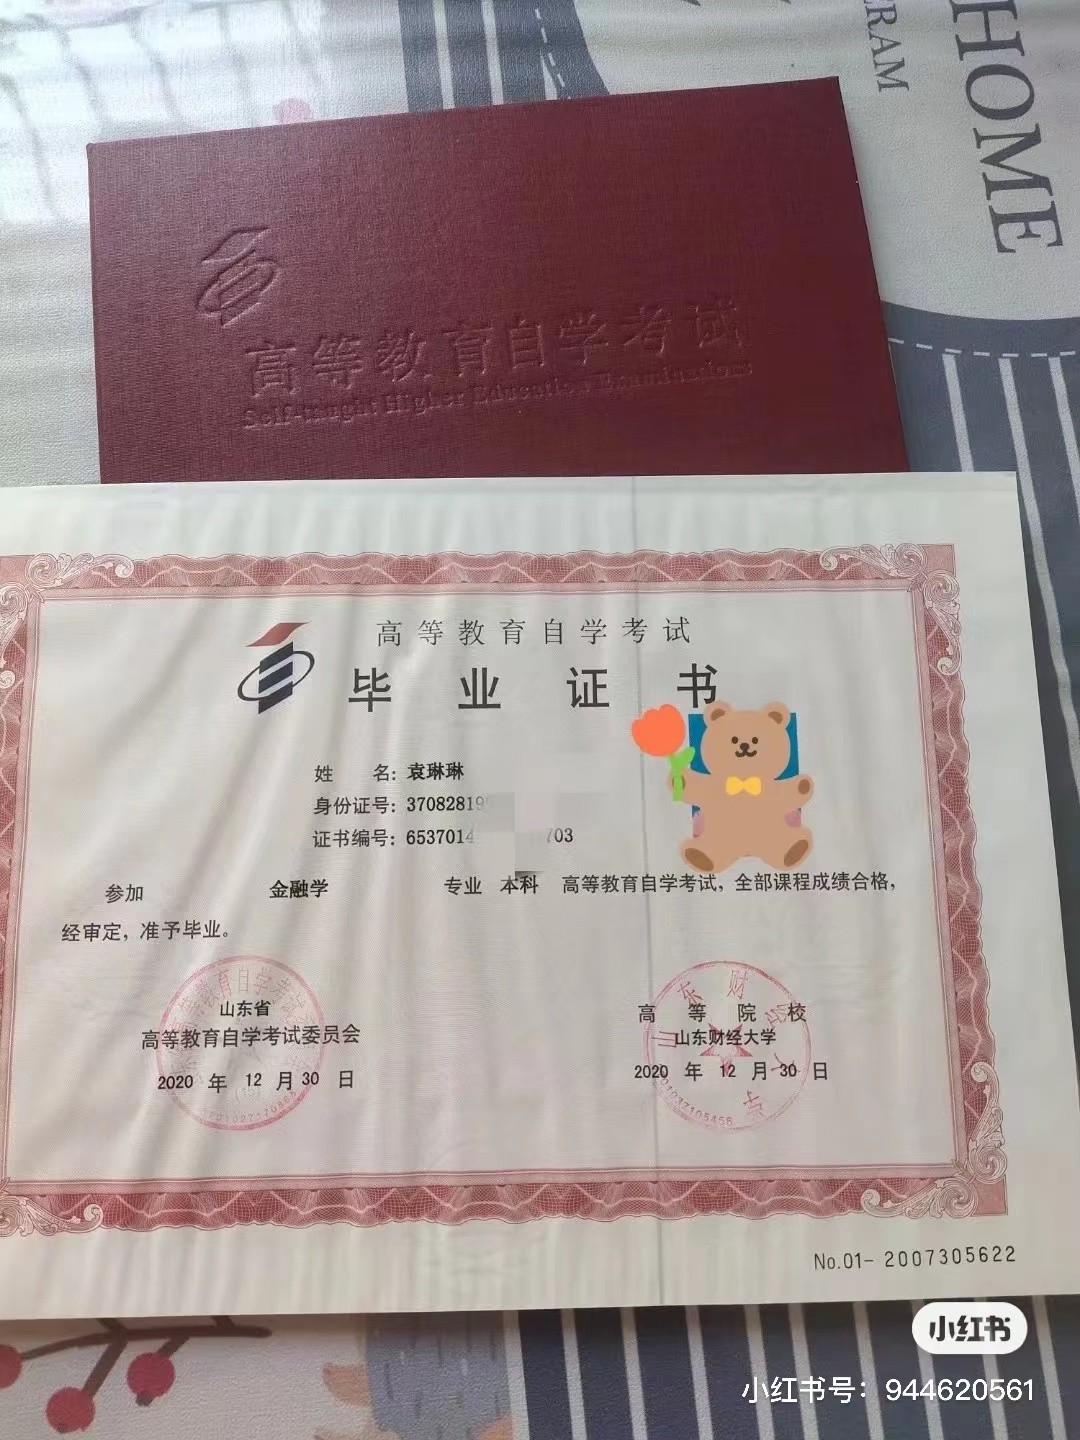 HOME
ERAM
高等教育自学考试
Self-taught Higher Education Examinations
高等教育自学考试
毕业证书
姓 名：袁琳琳
身份证号：37082819
证书编号：6537014 703
参加 金融学 专业 本科 高等教育自学考试，全部课程成绩合格，
经审定，准予毕业。
山东省
高等教育自学考试委员会
2020 年 12 月 30 日
高等院校
山东财经大学
2020 年 12 月 30 日
No.01- 2007305622
小红书
小红书号：944620561